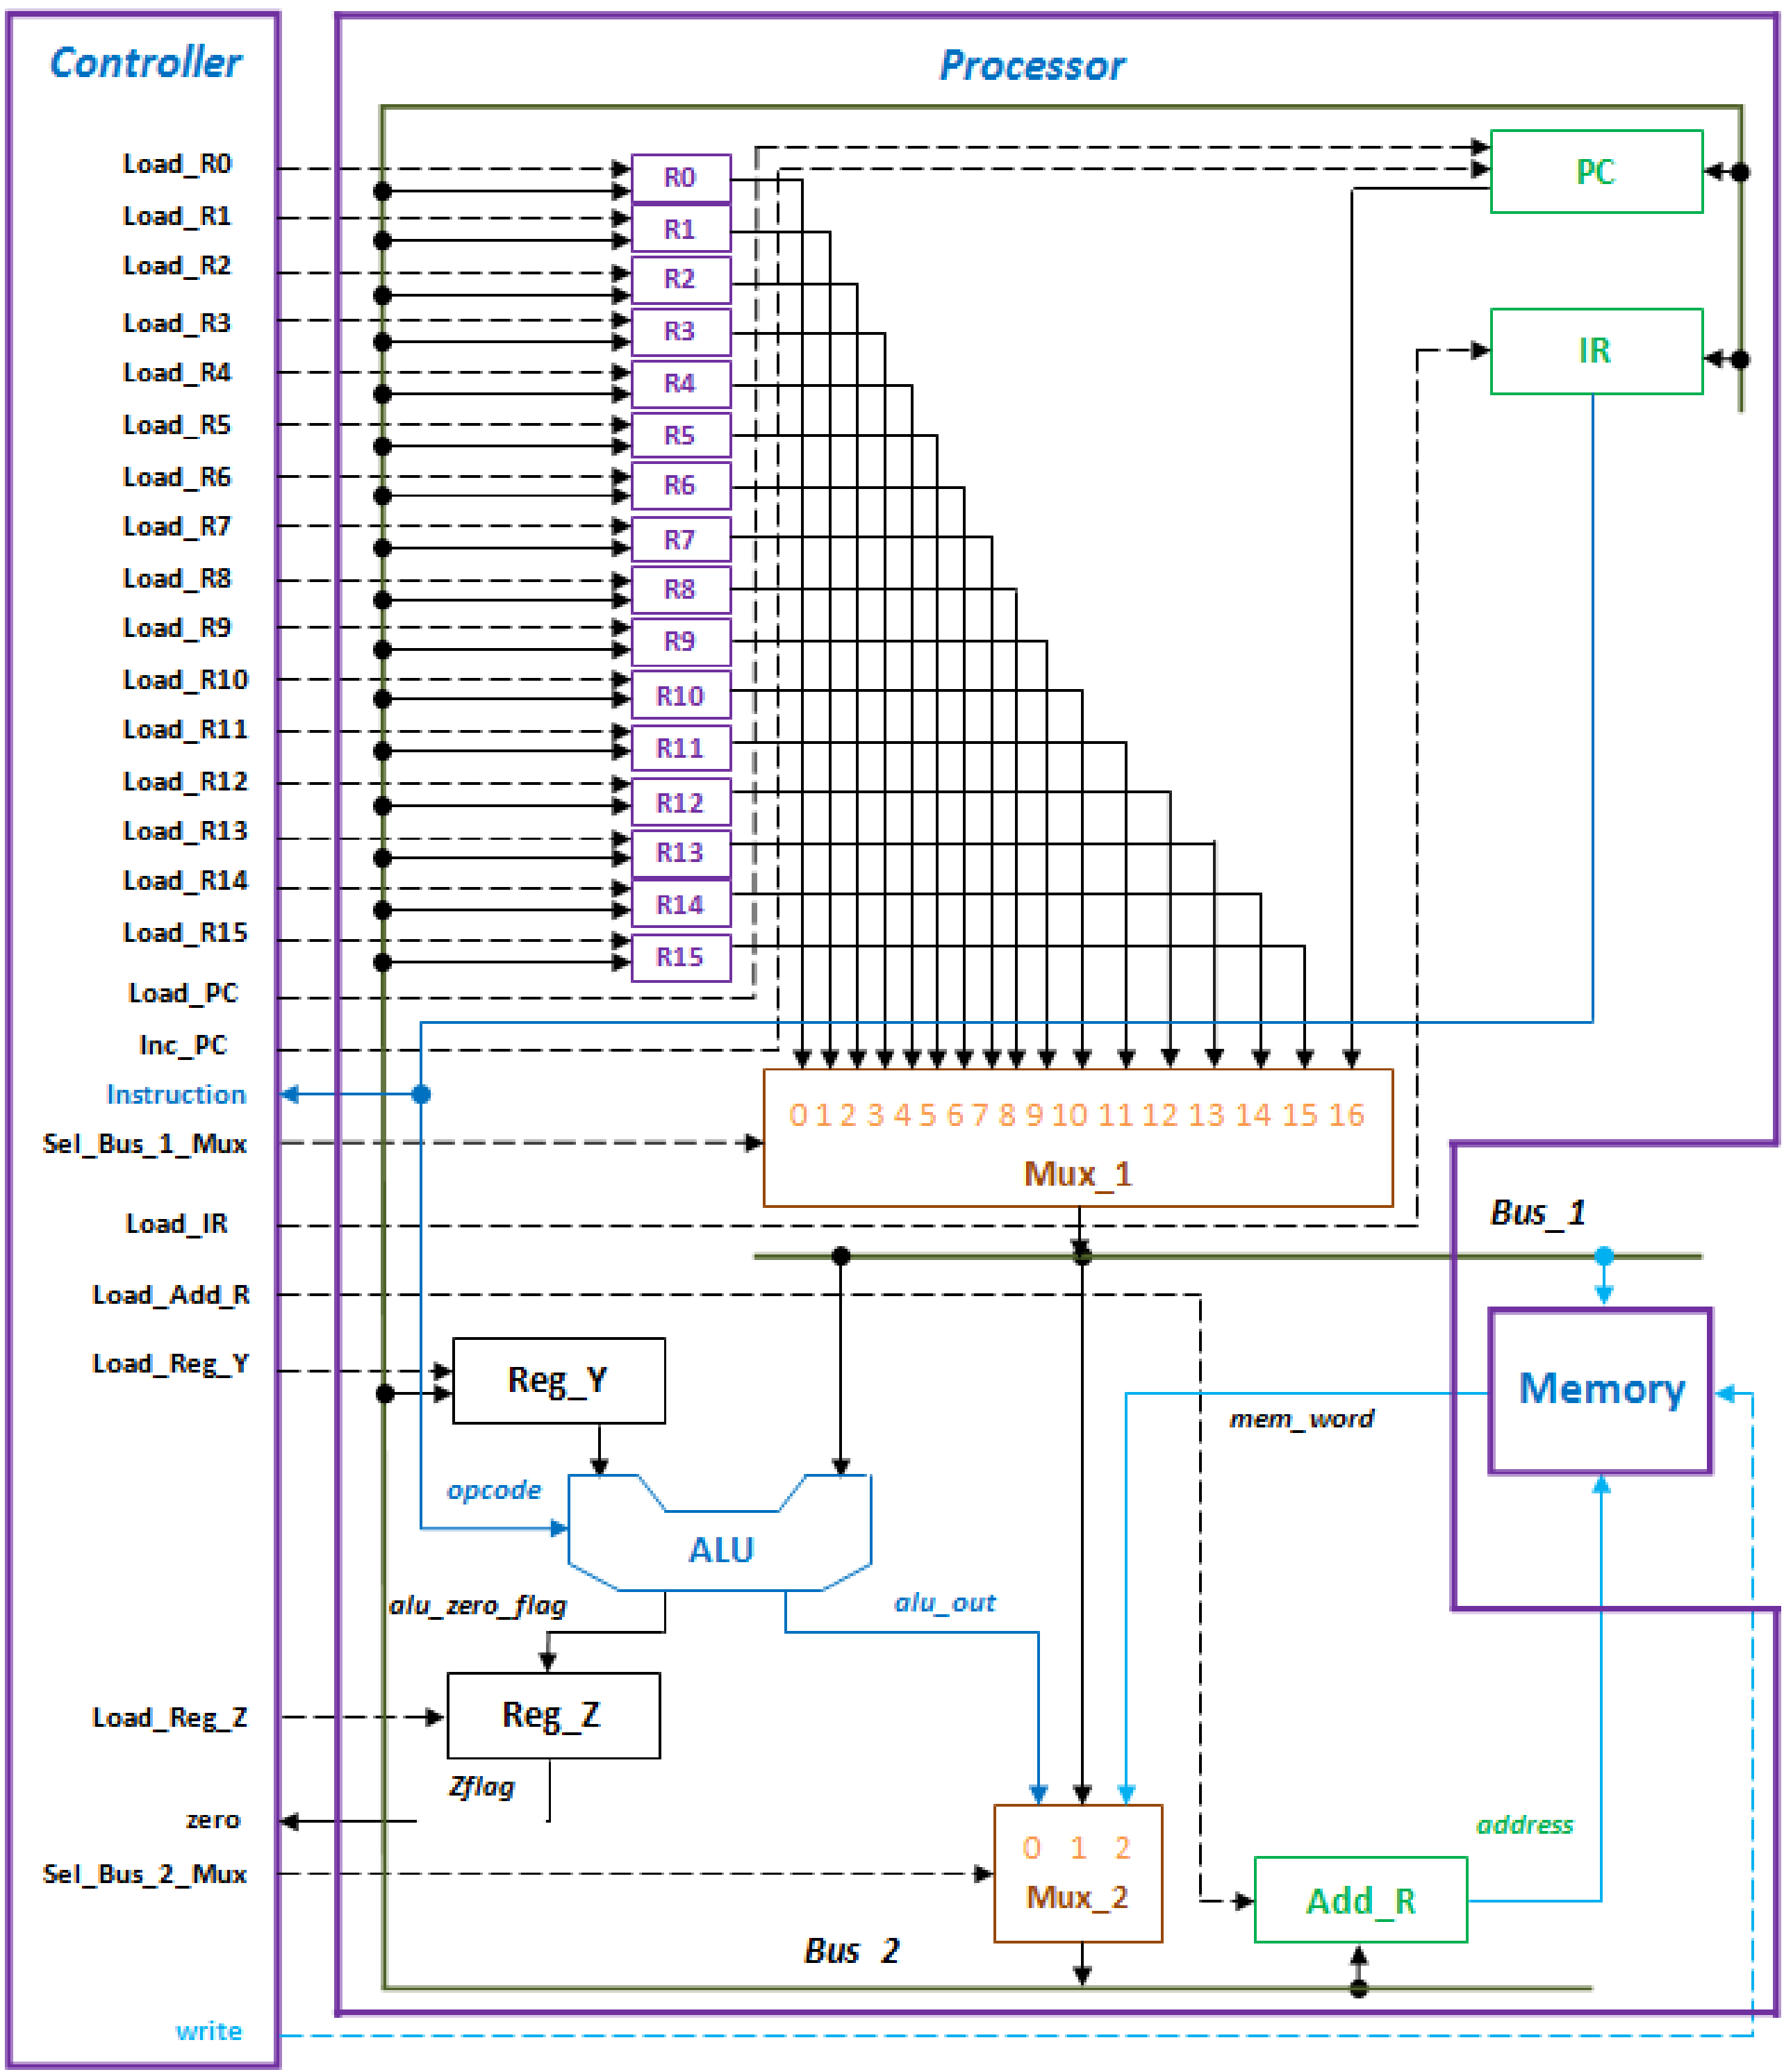 Controller
Processor
Load_R0
Load_R1
Load_R2
Load_R3
Load_R4
Load_R5
Load_R6
Load_R7
Load_R8
Load_R9
Load_R10
Load_R11
Load_R12
Load_R13
Load_R14
Load_R15
Load_PC
Inc_PC
Instruction
Sel_Bus_1_Mux
Load_IR
Load_Add_R
Load_Reg_Y
Load_Reg_Z
zero
Sel_Bus_2_Mux
write
R0
R1
R2
R3
R4
R5
R6
R7
R8
R9
R10
R11
R12
R13
R14
R15
PC
IR
0 1 2 3 4 5 6 7 8 9 10 11 12 13 14 15 16
Mux_1
Bus_1
Reg_Y
Memory
mem_word
opcode
ALU
alu_zero_flag
alu_out
Reg_Z
Zflag
0 1 2
Mux_2
address
Add_R
Bus 2